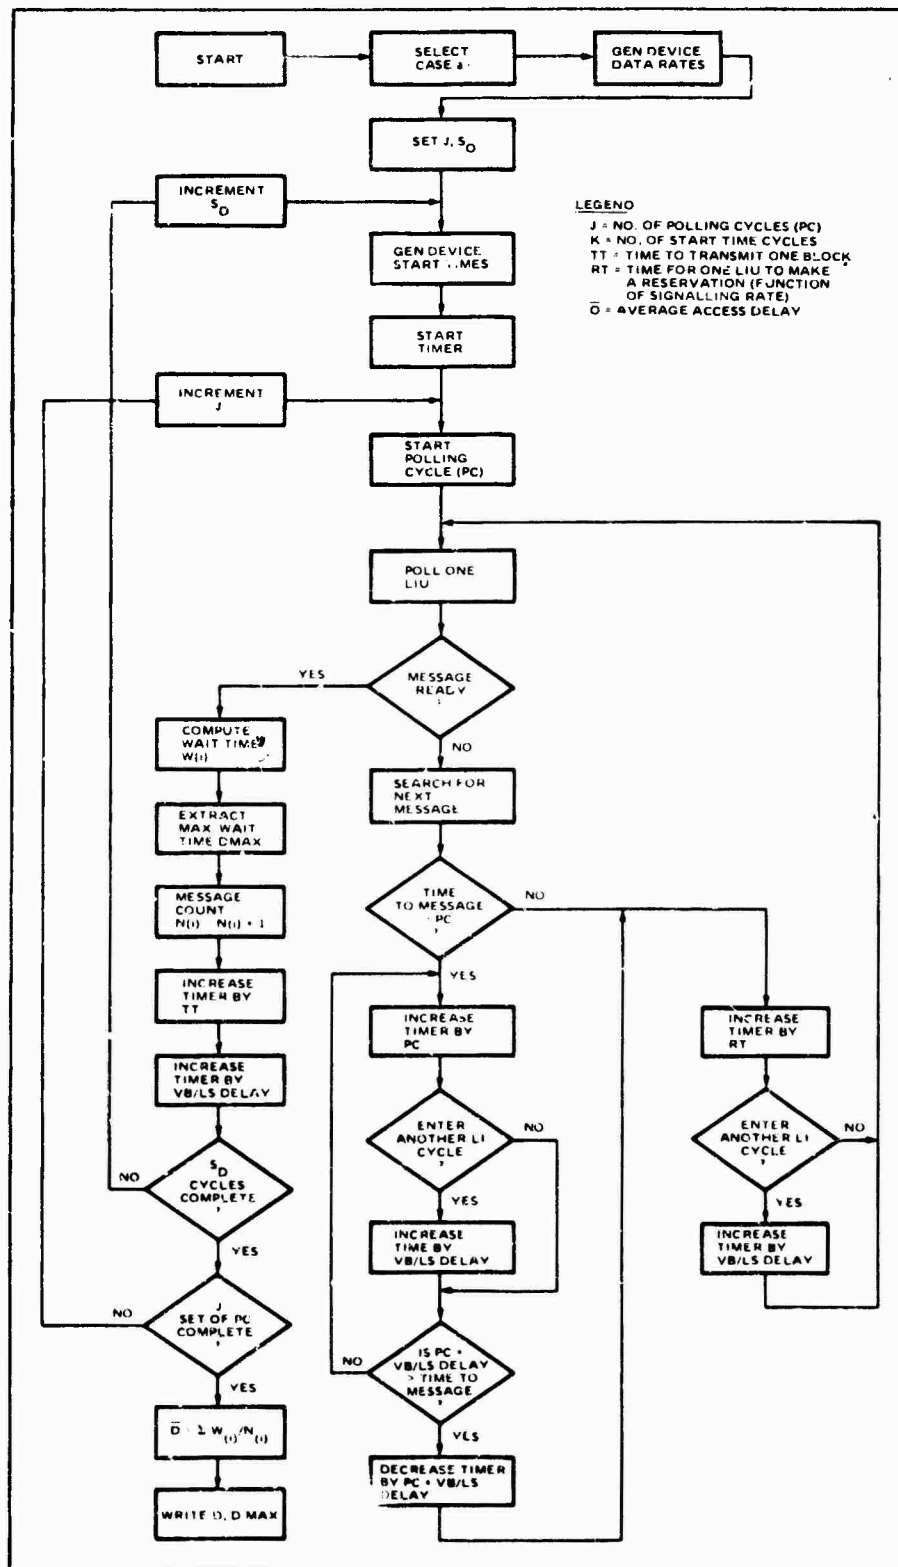 START
SELECT
CASE
GEN DEVICE
DATA RATES
SET J, S_O
INCREMENT
S_D
LEGEND
J = NO. OF POLLING CYCLES (PC)
K = NO. OF START TIME CYCLES
TT = TIME TO TRANSMIT ONE BLOCK
RT = TIME FOR ONE LIU TO MAKE
A RESERVATION (FUNCTION
OF SIGNALLING RATE)
D̅ = AVERAGE ACCESS DELAY
GEN DEVICE
START
START
TIMER
INCREMENT
J
START
POLLING
CYCLE (PC)
POLL ONE
LIU
MESSAGE
READY
YES
NO
COMPUTE
WAIT TIME
W(i)
SEARCH FOR
NEXT
MESSAGE
EXTRACT
MAX WAIT
TIME DMAX
TIME
TO MESSAGE
PC
?
NO
YES
MESSAGE
COUNT
N(i) N(i) + 1
INCREASE
TIMER BY
TT
INCREASE
TIMER BY
PC
INCREASE
TIMER BY
RT
INCREASE
TIMER BY
VB/LS DELAY
ENTER
ANOTHER LI
CYCLE
?
NO
YES
ENTER
ANOTHER LI
CYCLE
?
NO
YES
S_D
CYCLES
COMPLETE
?
NO
YES
INCREASE
TIME BY
VB/LS DELAY
INCREASE
TIMER BY
VB/LS DELAY
J
SET OF PC
COMPLETE
?
NO
YES
IS PC +
VB/LS DELAY
> TIME TO
MESSAGE
?
NO
YES
D̅ Σ W(i)/N(i)
DECREASE TIMER
BY PC + VB/LS
DELAY
WRITE D, D MAX